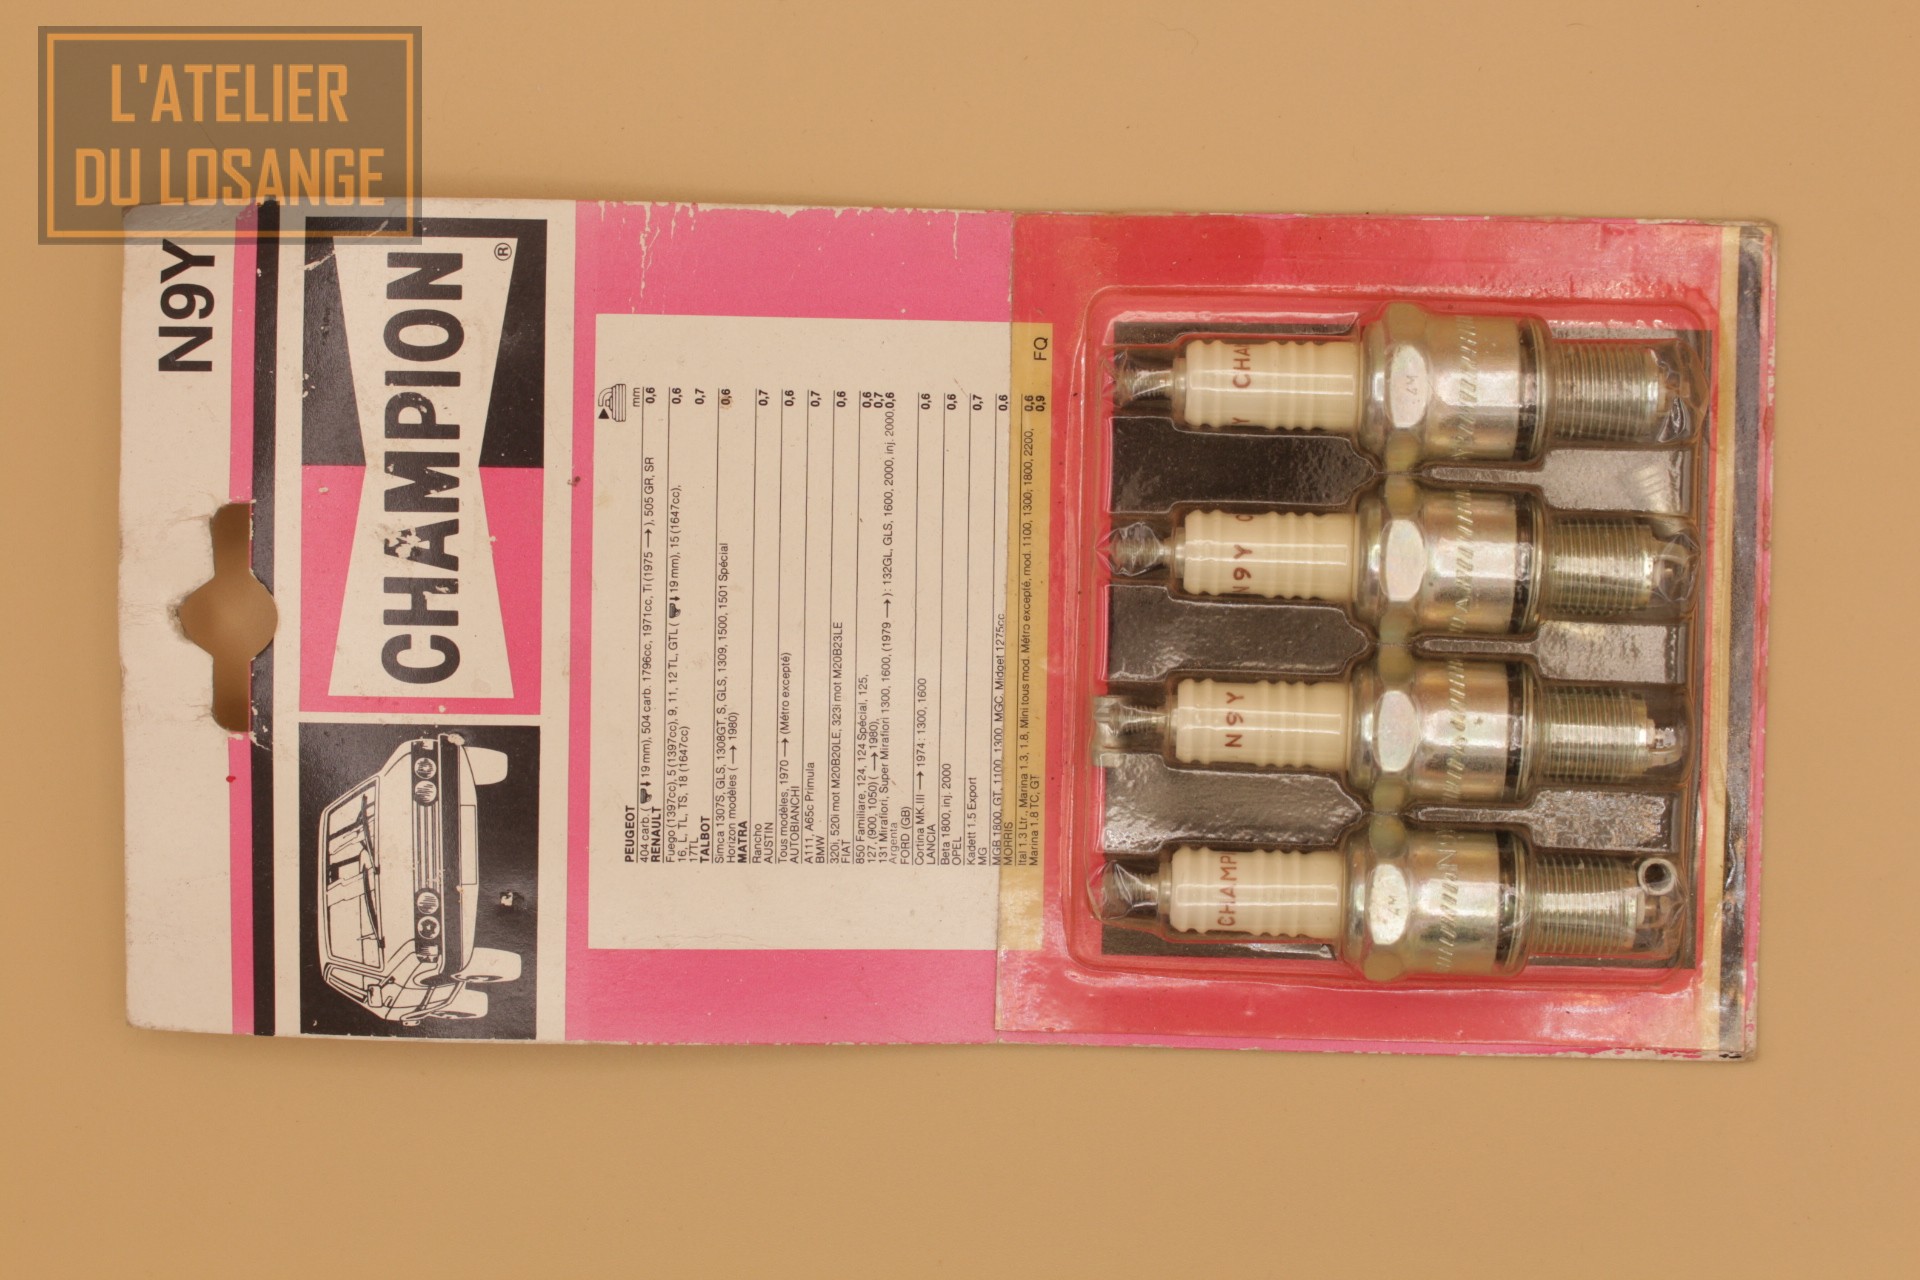 L'ATELIER
DU LOSANGE
N9Y
CHAMPION
®
mm
PEUGEOT
404 carb. ( 19 mm), 504 carb. 1796cc, 1971cc, Ti (1975 → ), 505 GR, SR 0,6
RENAULT
Fuego (1397cc), 5 (1397cc), 9, 11, 12 TL, GTL ( 19 mm), 15 (1647cc), 0,6
16, L, TL, TS, 18 (1647cc)
17TL 0,7
TALBOT
Simca 1307S, GLS, 1308GT, S, GLS, 1309, 1500, 1501 Spécial 0,6
Horizon modèles ( → 1980)
MATRA
Rancho 0,7
AUSTIN
Tous modèles, 1970 → (Métro excepté) 0,6
AUTOBIANCHI
A111, A65c Primula 0,7
BMW
320i, 520i mot M20B20LE, 323i mot M20B23LE 0,6
FIAT
850 Familiare, 124, 124 Spécial, 125, 0,6
127, (900, 1050) ( → 1980), 0,7
131 Mirafiori, Super Mirafiori 1300, 1600, (1979 → ) : 132GL, GLS, 1600, 2000, inj. 2000, 0,6
Argenta
FORD (GB)
Cortina MK.III → 1974 : 1300, 1600 0,6
LANCIA
Beta 1800, inj. 2000 0,6
OPEL
Kadett 1.5 Export 0,7
MG
MGB 1800, GT, 1100, 1300, MGC, Midget 1275cc 0,6
MORRIS
Ital 1.3 Ltr., Marina 1.3, 1.8, Mini tous mod. Métro excepté, mod. 1100, 1300, 1800, 2200, 0,6
Marina 1.8 TC, GT 0,9
FQ
Y CHA
N9Y C
N9Y
CHAMP